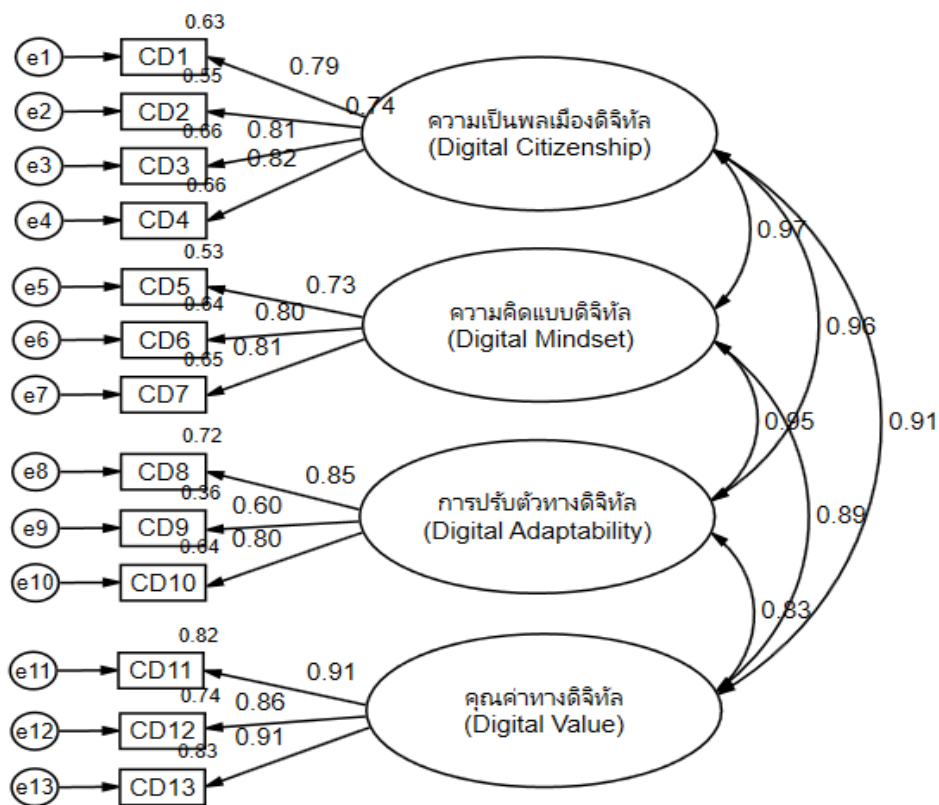 0.63
e1 CD1 0.79
0.55
e2 CD2 0.74
0.66 0.81
e3 CD3 0.82
0.66
e4 CD4
ความเป็นพลเมืองดิจิทัล
(Digital Citizenship)
0.97
0.53
e5 CD5 0.73
0.64 0.80
e6 CD6
0.65 0.81
e7 CD7
ความคิดแบบดิจิทัล
(Digital Mindset)
0.96
0.95
0.91
0.72
e8 CD8 0.85
0.36 0.60
e9 CD9
0.64 0.80
e10 CD10
การปรับตัวทางดิจิทัล
(Digital Adaptability)
0.89
0.83
0.82
e11 CD11 0.91
0.74 0.86
e12 CD12
0.83 0.91
e13 CD13
คุณค่าทางดิจิทัล
(Digital Value)